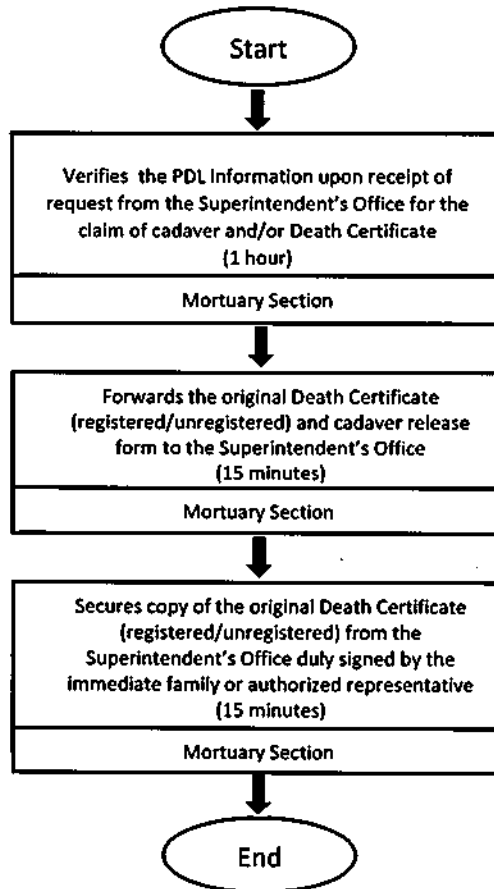 Start
Verifies the PDL Information upon receipt of
request from the Superintendent's Office for the
claim of cadaver and/or Death Certificate
(1 hour)
Mortuary Section
Forwards the original Death Certificate
(registered/unregistered) and cadaver release
form to the Superintendent's Office
(15 minutes)
Mortuary Section
Secures copy of the original Death Certificate
(registered/unregistered) from the
Superintendent's Office duly signed by the
immediate family or authorized representative
(15 minutes)
Mortuary Section
End